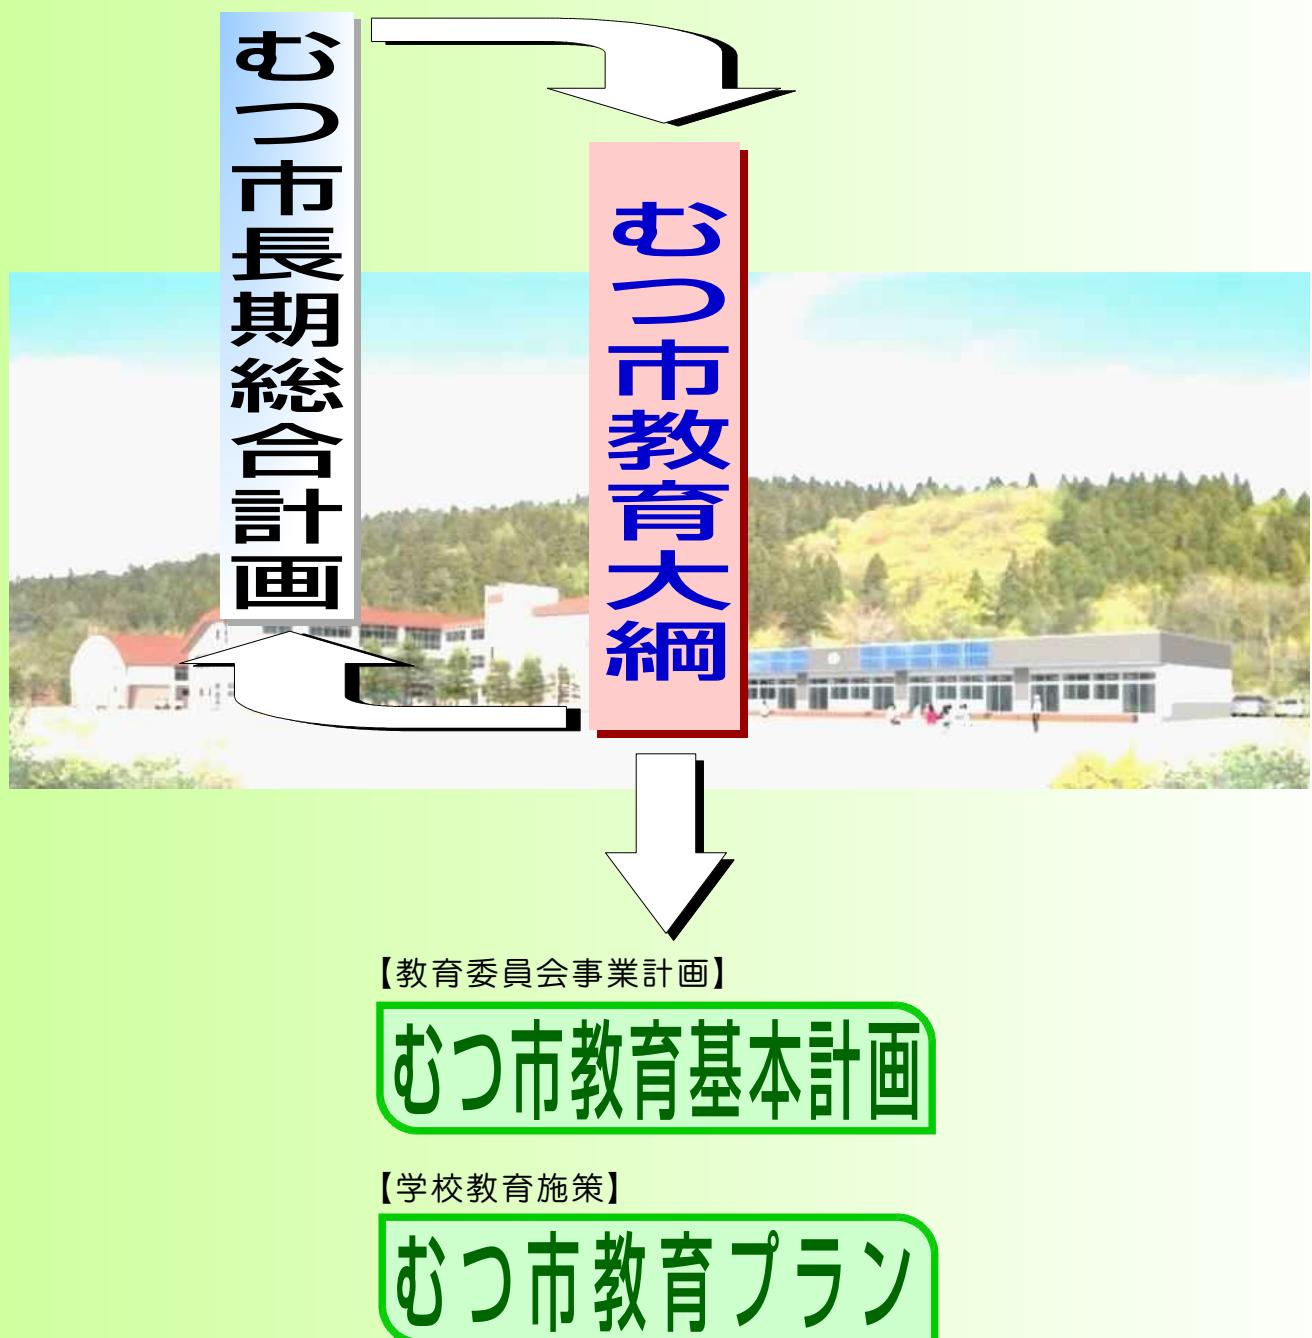 むつ市長期総合計画
むつ市教育大綱
【教育委員会事業計画】
むつ市教育基本計画
【学校教育施策】
むつ市教育プラン